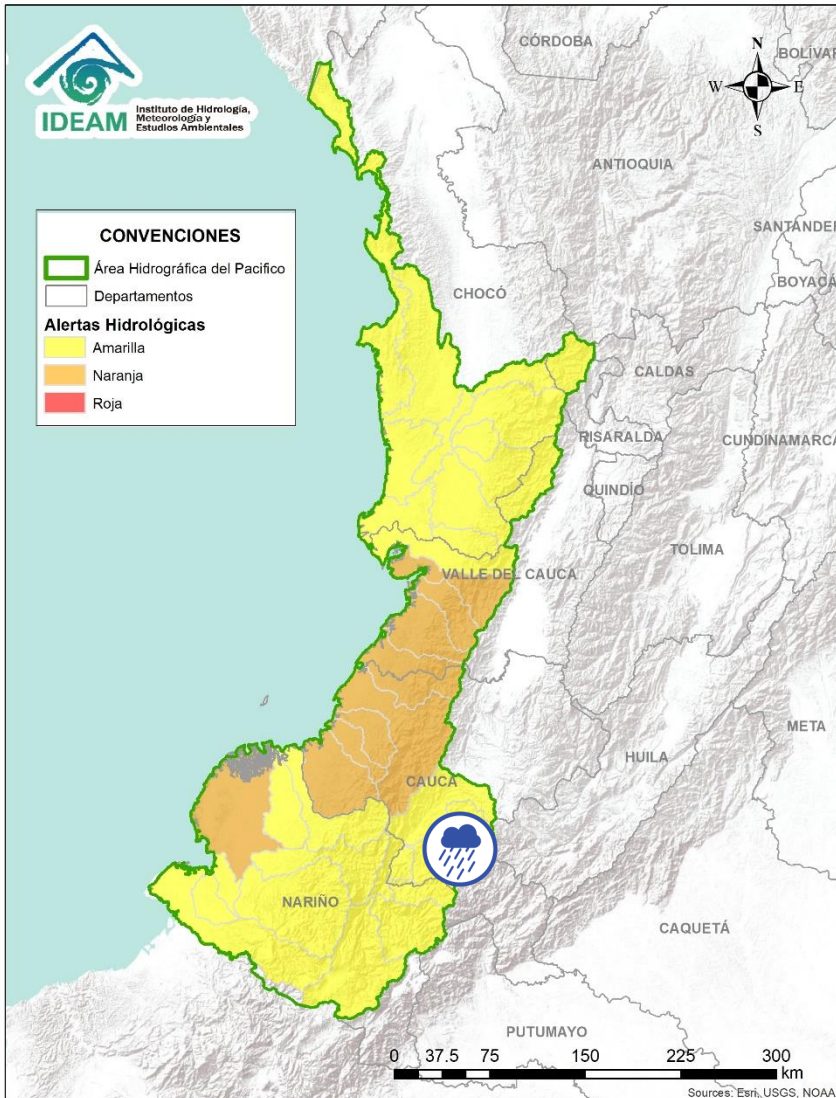 IDEAM
Instituto de Hidrología,
Meteorología y
Estudios Ambientales
CÓRDOBA
BOLÍVAR
N
W
E
S
ANTIOQUIA
SANTANDER
BOYACÁ
CONVENCIONES
Área Hidrográfica del Pacifico
Departamentos
Alertas Hidrológicas
Amarilla
Naranja
Roja
CHOCÓ
CALDAS
RISARALDA
CUNDINAMARCA
QUINDÍO
TOLIMA
VALLE DEL CAUCA
META
HUILA
CAUCA
NARIÑO
CAQUETÁ
PUTUMAYO
0 37.5 75 150 225 300
km
Sources: Esri, USGS, NOAA